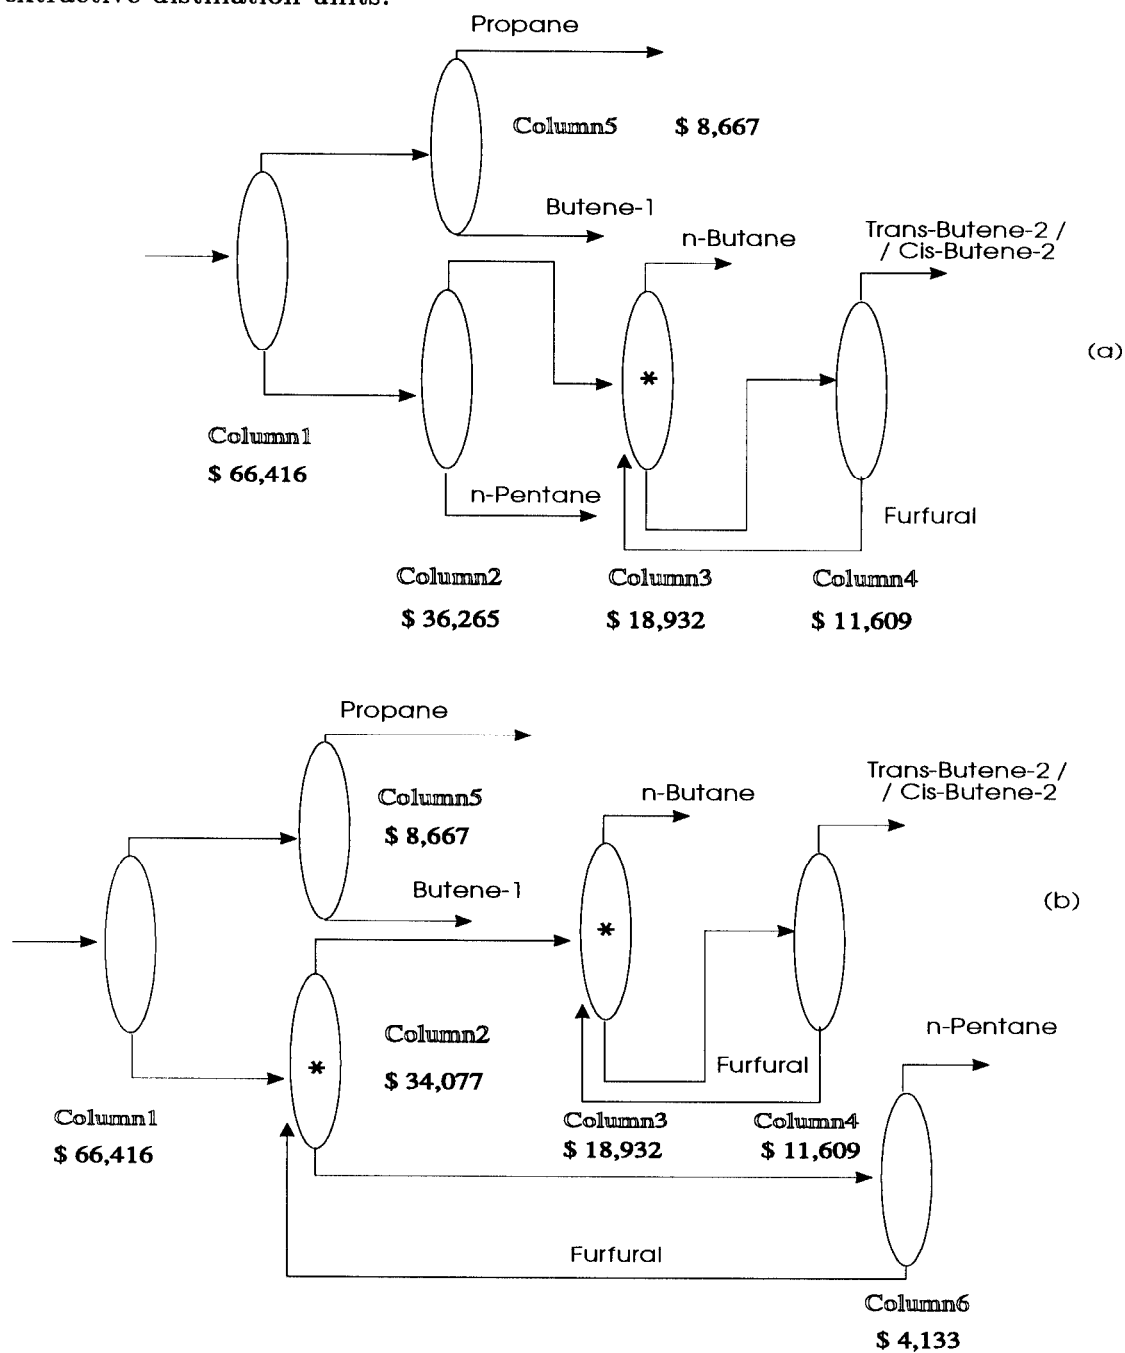 extractive distillation units.
Propane
Column5 $ 8,667
Butene-1
n-Butane
Trans-Butene-2 /
/ Cis-Butene-2
(a)
*
Column1
$ 66,416
n-Pentane
Furfural
Column2 Column3 Column4
$ 36,265 $ 18,932 $ 11,609
Propane
Trans-Butene-2 /
/ Cis-Butene-2
n-Butane
Column5
$ 8,667
Butene-1
(b)
*
Column2
n-Pentane
*
Furfural
$ 34,077
Column1
$ 66,416
Column3 Column4
$ 18,932 $ 11,609
Furfural
Column6
$ 4,133